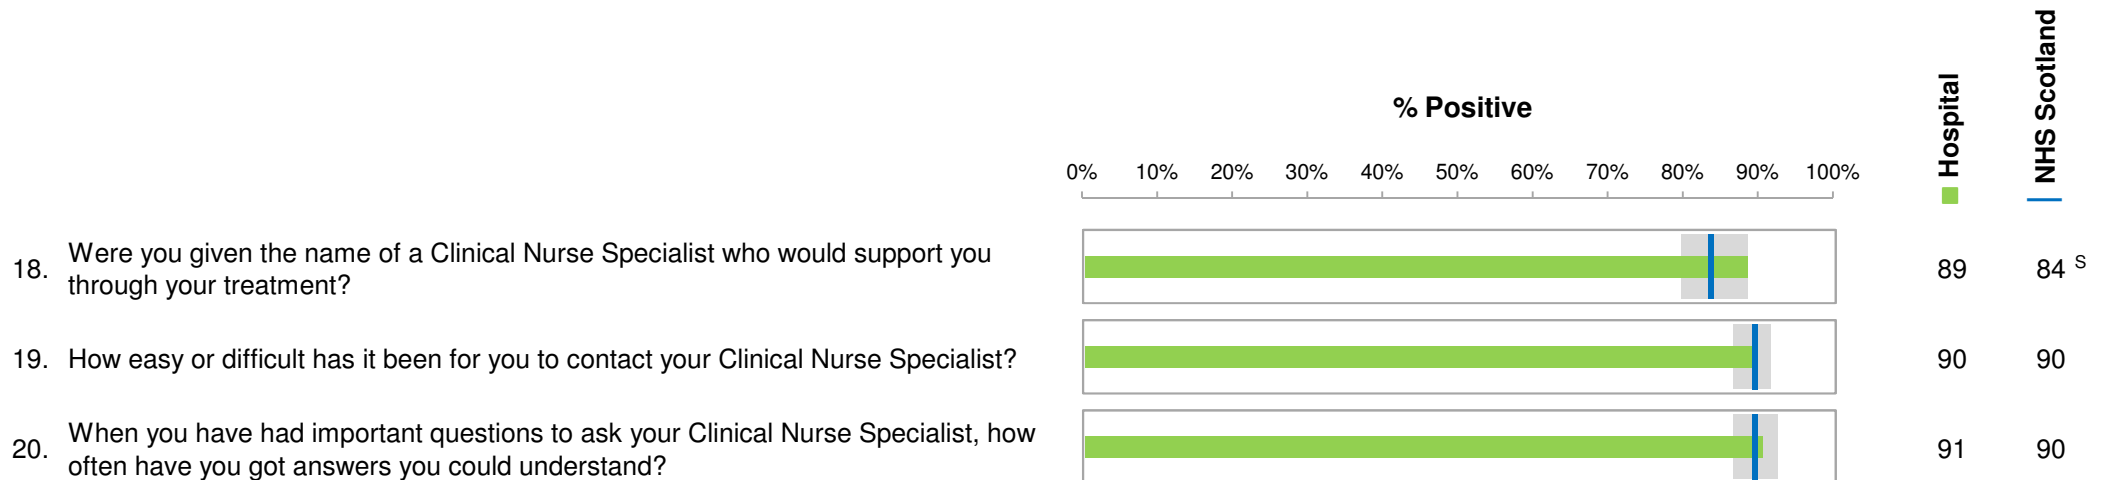 % Positive
Hospital
NHS Scotland
0% 10% 20% 30% 40% 50% 60% 70% 80% 90% 100%
18. Were you given the name of a Clinical Nurse Specialist who would support you
through your treatment?
89 84 S
19. How easy or difficult has it been for you to contact your Clinical Nurse Specialist?
90 90
20. When you have had important questions to ask your Clinical Nurse Specialist, how
often have you got answers you could understand?
91 90